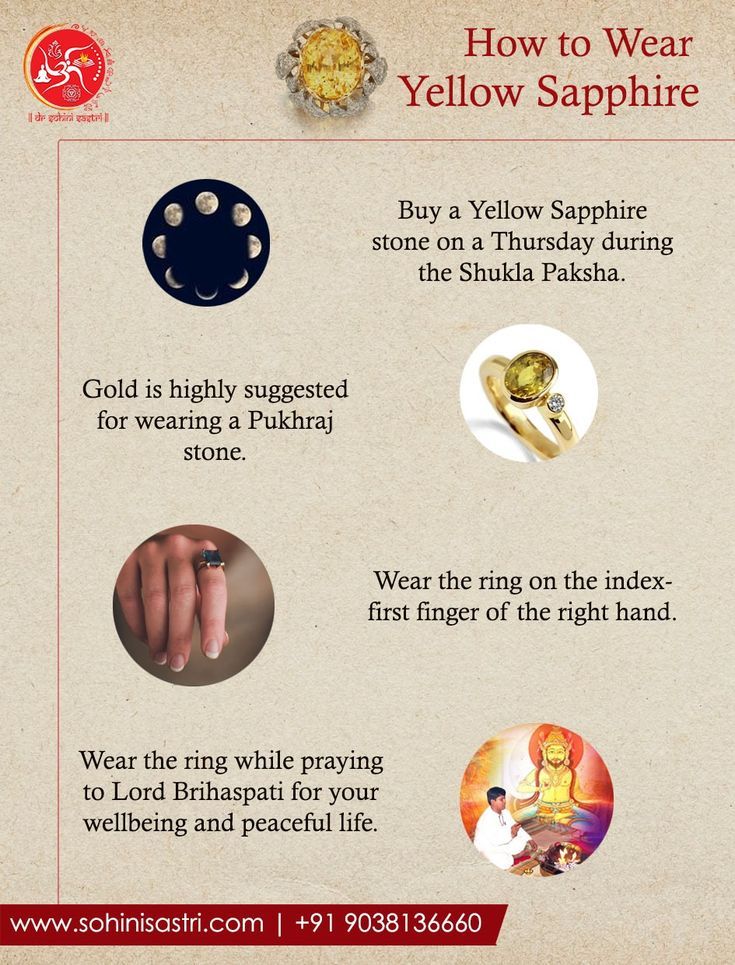 How to Wear
Yellow Sapphire
|| DR SOHINI SASTRI ||
Buy a Yellow Sapphire
stone on a Thursday during
the Shukla Paksha.
Gold is highly suggested
for wearing a Pukhraj
stone.
Wear the ring on the index-
first finger of the right hand.
Wear the ring while praying
to Lord Brihaspati for your
wellbeing and peaceful life.
www.sohinisastri.com | +91 9038136660